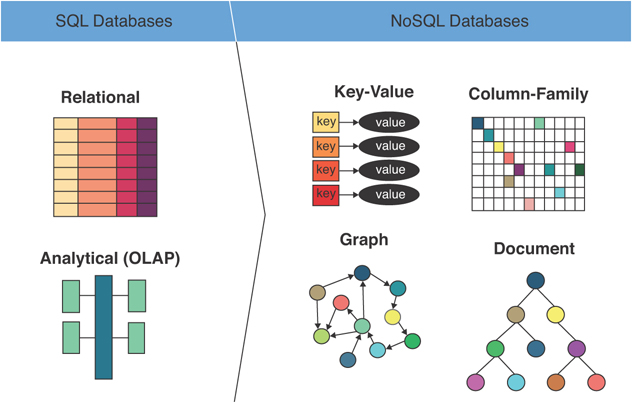 SQL Databases
NoSQL Databases
Relational
Analytical (OLAP)
Key-Value
key value
key value
key value
key value
Column-Family
Graph
Document